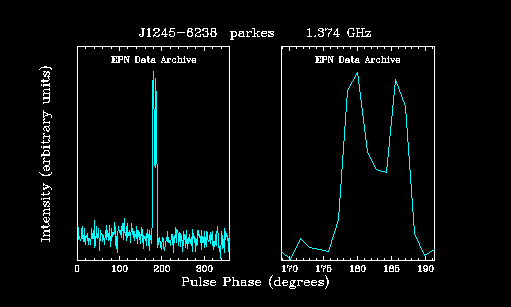 J1245-6238 parkes 1.374 GHz
EPN Data Archive EPN Data Archive
Intensity (arbitrary units)
0 100 200 300 170 175 180 185 190
Pulse Phase (degrees)